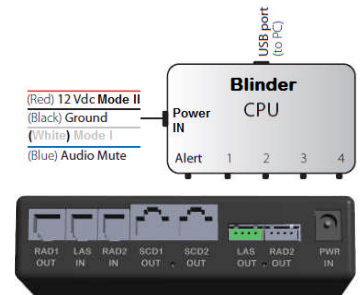 USB port
(to PC)
Blinder
CPU
Power
IN
(Red) 12 Vdc Mode II
(Black) Ground
(White) Mode I
(Blue) Audio Mute
Alert 1 2 3 4
RAD1 LAS RAD2 SCD1 SCD2 LAS RAD2 PWR
OUT IN IN OUT OUT OUT OUT IN